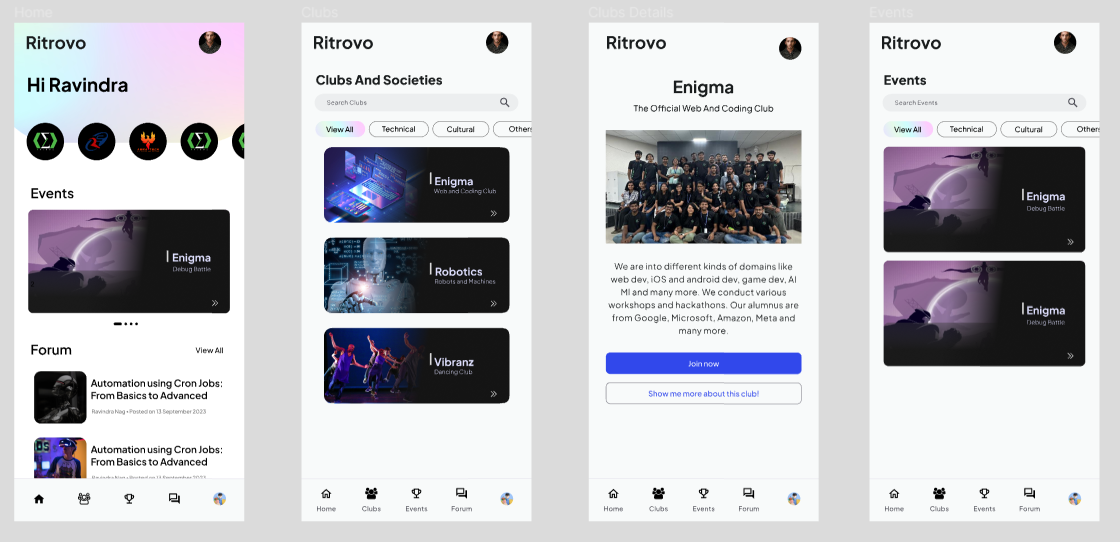 Home
Ritrovo
Hi Ravindra
Events
Enigma
Debug Battle
Forum
View All
Automation using Cron Jobs:
From Basics to Advanced
Ravindra Nag • Posted on 13 September 2023
Automation using Cron Jobs:
From Basics to Advanced
Clubs
Ritrovo
Clubs And Societies
Search Clubs
View All
Technical
Cultural
Others
Enigma
Web and Coding Club
Robotics
Robots and Machines
Vibranz
Dancing Club
Home
Clubs
Events
Forum
Clubs Details
Ritrovo
Enigma
The Official Web And Coding Club
We are into different kinds of domains like
web dev, iOS and android dev, game dev, AI
Ml and many more. We conduct various
workshops and hackathons. Our alumnus are
from Google, Microsoft, Amazon, Meta and
many more.
Join now
Show me more about this club!
Home
Clubs
Events
Forum
Events
Ritrovo
Events
Search Events
View All
Technical
Cultural
Others
Enigma
Debug Battle
Enigma
Debug Battle
Home
Clubs
Events
Forum